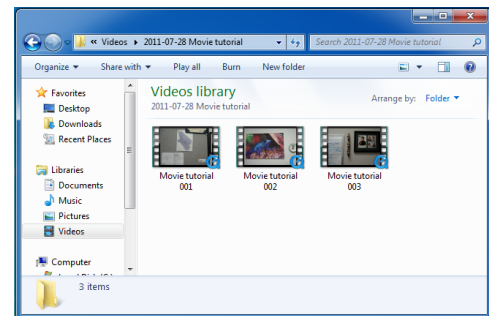 « Videos ▸ 2011-07-28 Movie tutorial
Search 2011-07-28 Movie tutorial
Organize ▾ Share with ▾ Play all Burn New folder
Favorites
Desktop
Downloads
Recent Places
Libraries
Documents
Music
Pictures
Videos
Computer
Videos library
2011-07-28 Movie tutorial
Arrange by: Folder ▾
Movie tutorial
001
Movie tutorial
002
Movie tutorial
003
3 items